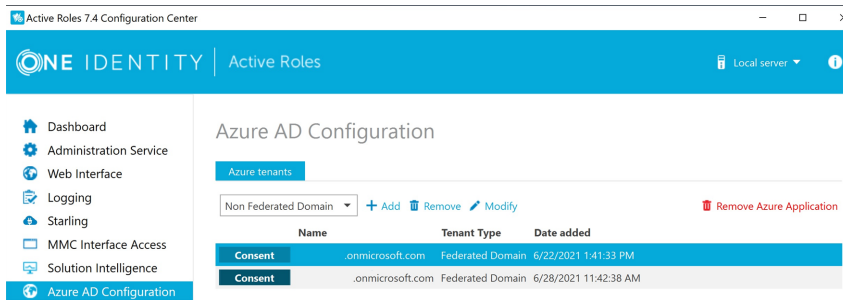 Active Roles 7.4 Configuration Center
ONE IDENTITY Active Roles
Local server
Dashboard
Administration Service
Web Interface
Logging
Starling
MMC Interface Access
Solution Intelligence
Azure AD Configuration
Azure AD Configuration
Azure tenants
Non Federated Domain Add Remove Modify Remove Azure Application
Name Tenant Type Date added
Consent .onmicrosoft.com Federated Domain 6/22/2021 1:41:33 PM
Consent .onmicrosoft.com Federated Domain 6/28/2021 11:42:38 AM